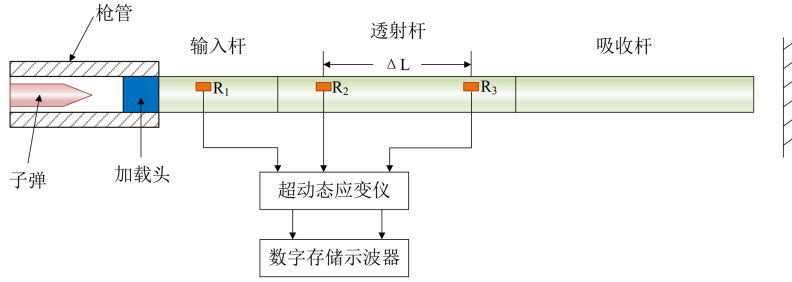 枪管
输入杆
透射杆
吸收杆
ΔL
R1
R2
R3
子弹
加载头
超动态应变仪
数字存储示波器